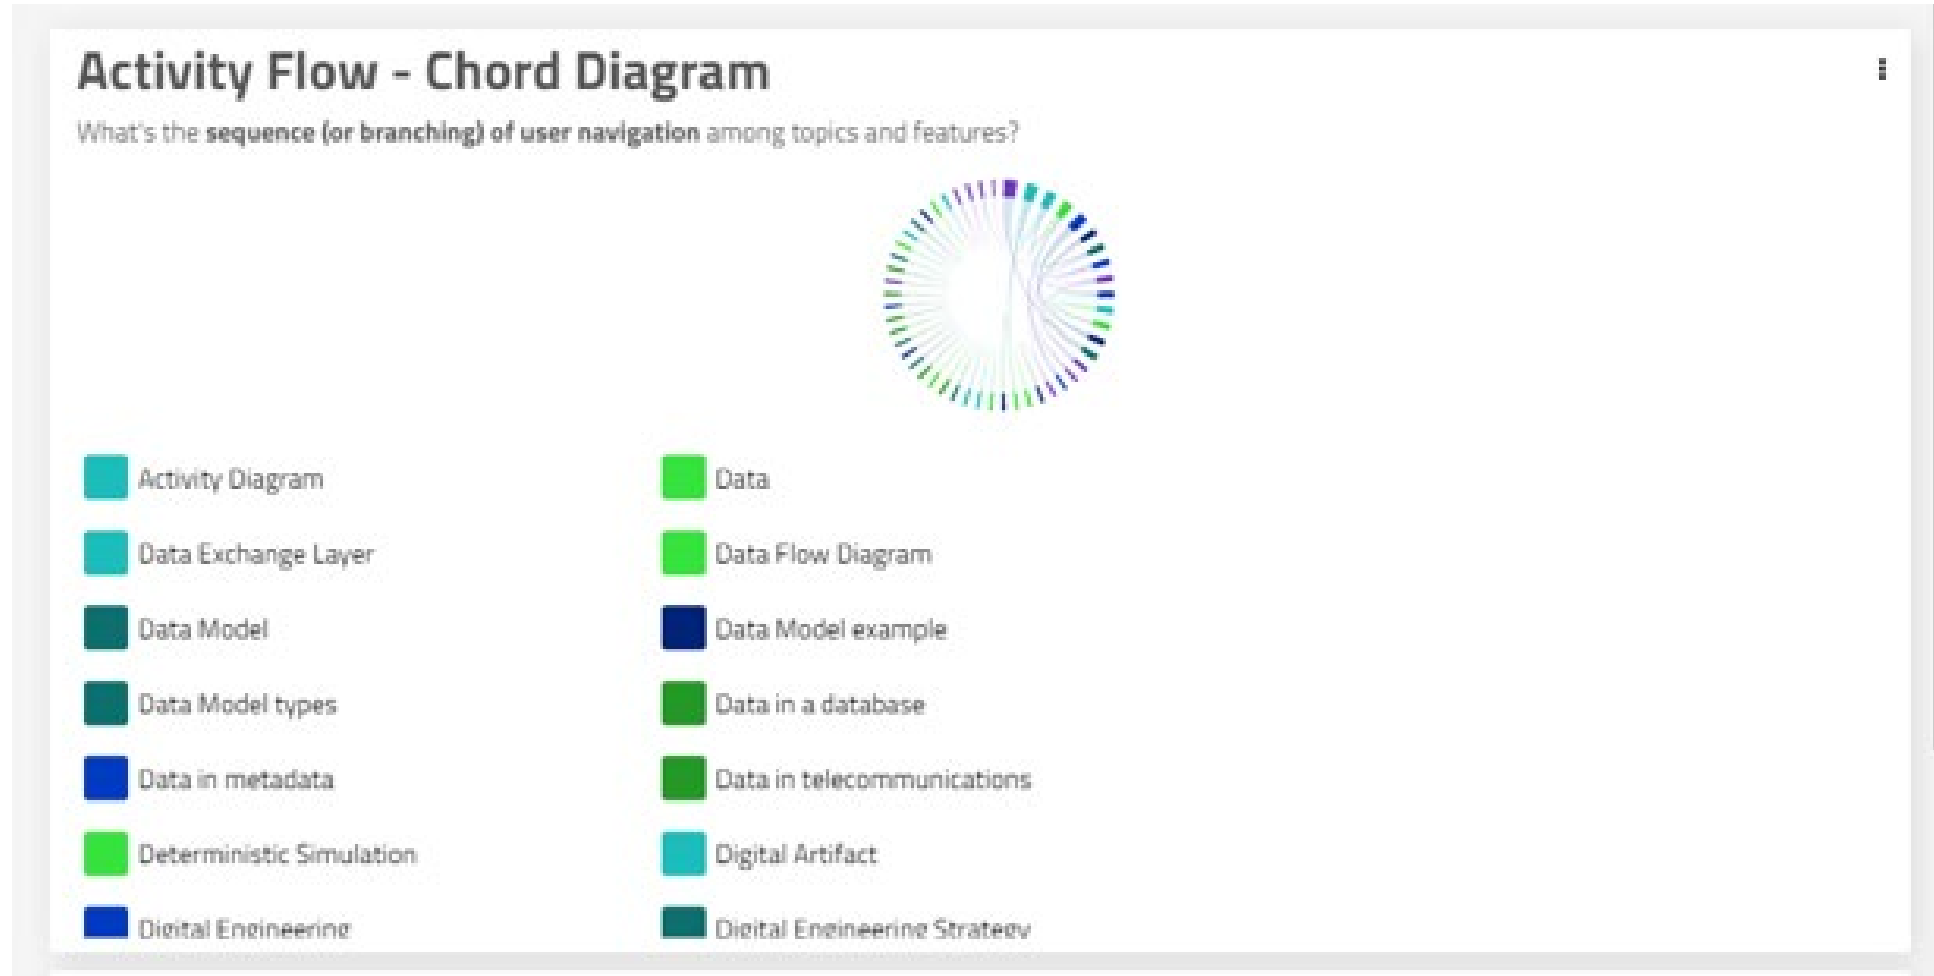 Activity Flow - Chord Diagram
What's the sequence (or branching) of user navigation among topics and features?
Activity Diagram
Data
Data Exchange Layer
Data Flow Diagram
Data Model
Data Model example
Data Model types
Data in a database
Data in metadata
Data in telecommunications
Deterministic Simulation
Digital Artifact
Digital Engineering
Digital Engineering Strategy